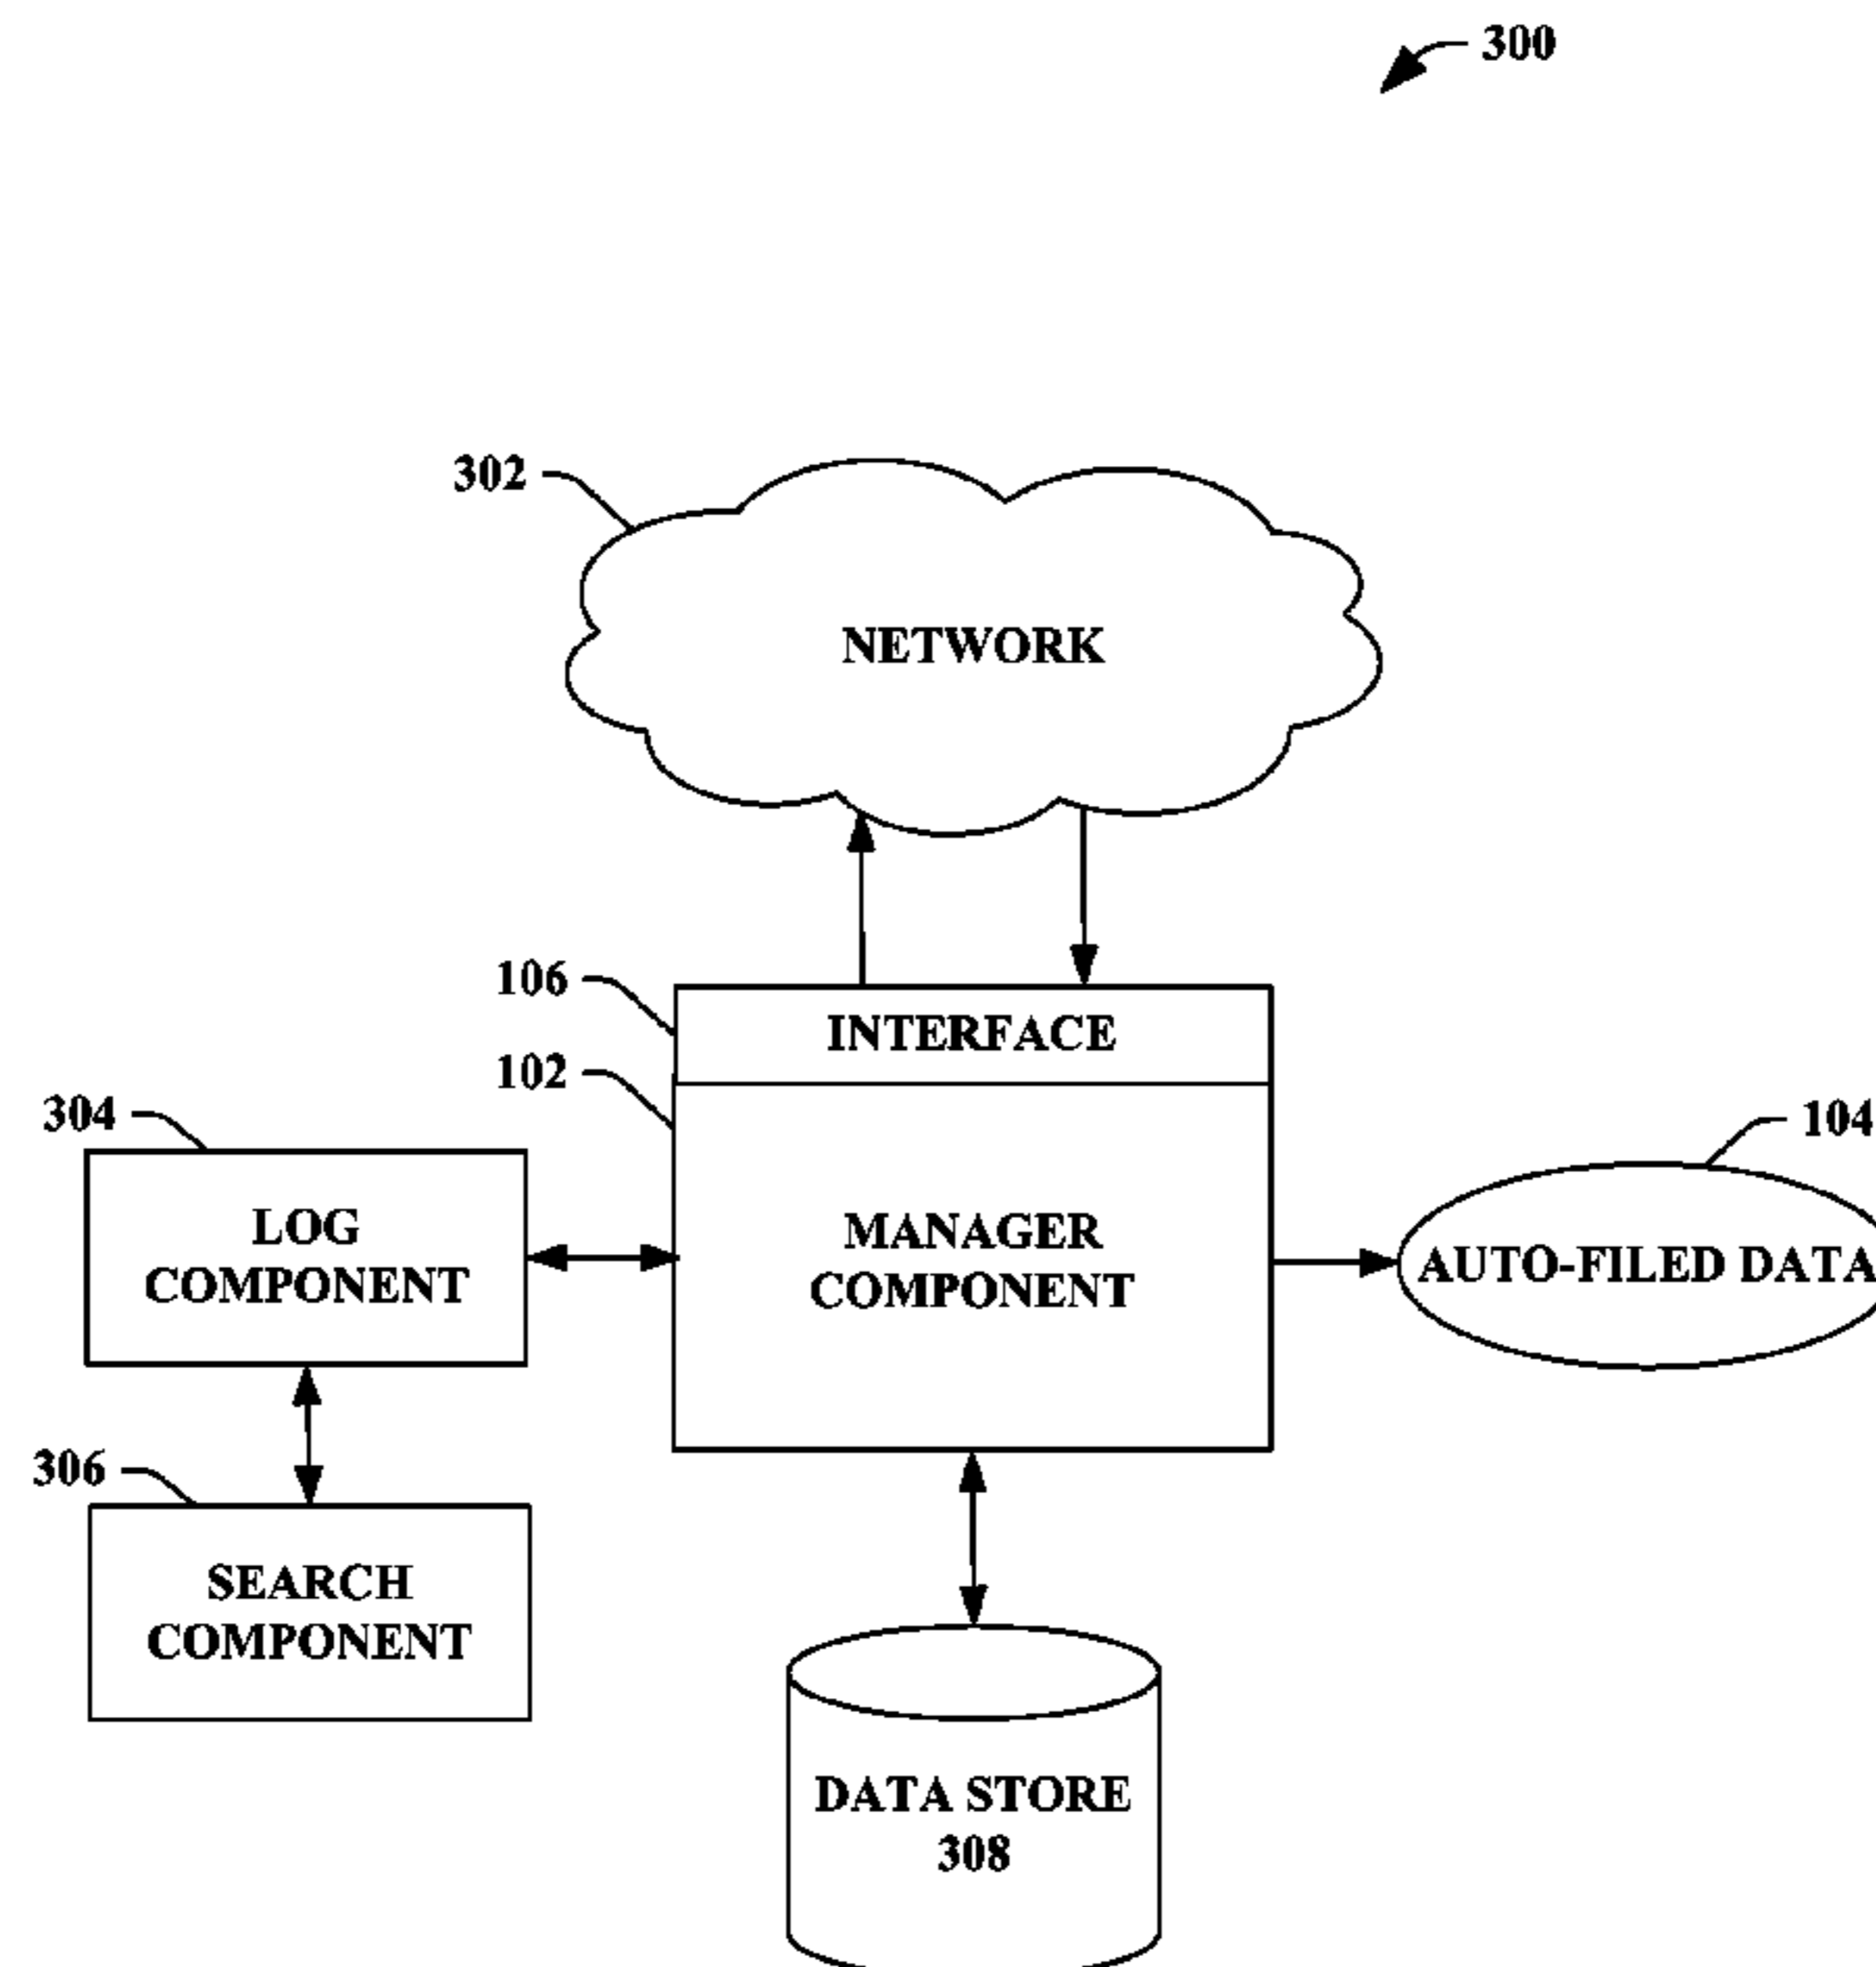 300
302
NETWORK
106
INTERFACE
102
304
104
LOG
COMPONENT
MANAGER
COMPONENT
AUTO-FILED DATA
306
SEARCH
COMPONENT
DATA STORE
308